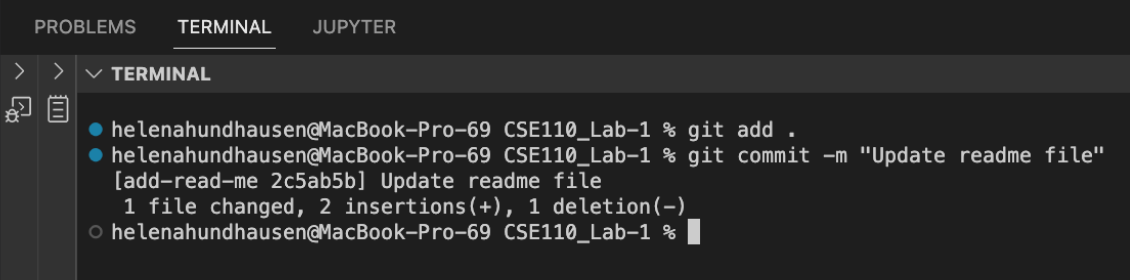 PROBLEMS TERMINAL JUPYTER
TERMINAL
helenahundhausen@MacBook-Pro-69 CSE110_Lab-1 % git add .
helenahundhausen@MacBook-Pro-69 CSE110_Lab-1 % git commit -m "Update readme file"
[add-read-me 2c5ab5b] Update readme file
1 file changed, 2 insertions(+), 1 deletion(-)
helenahundhausen@MacBook-Pro-69 CSE110_Lab-1 %